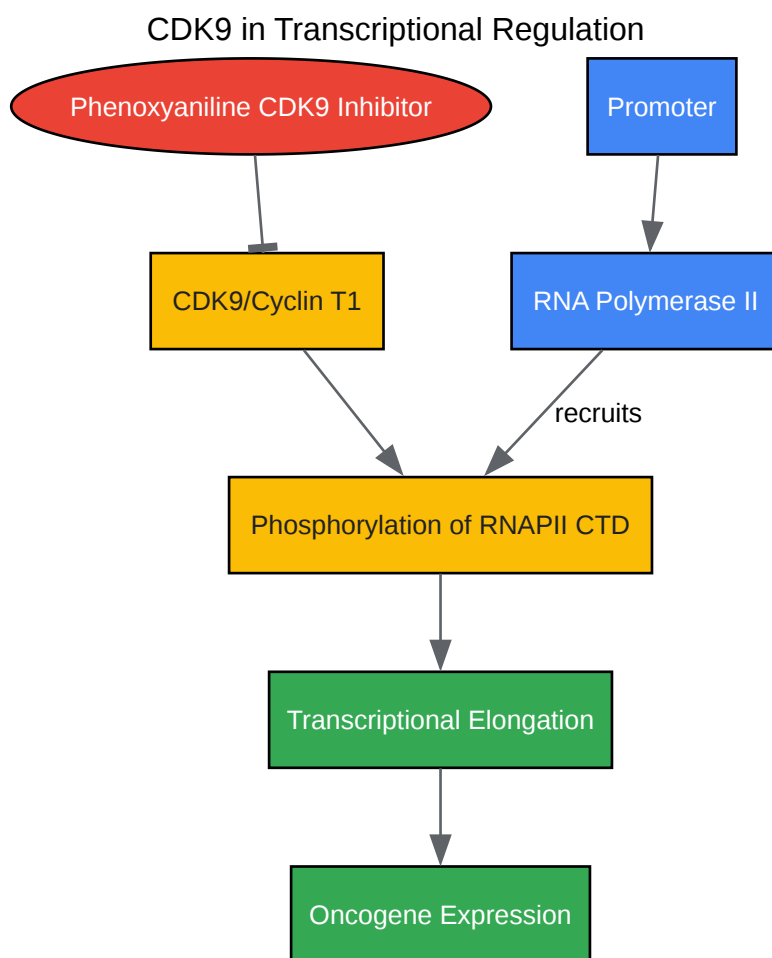 CDK9 in Transcriptional Regulation
Phenoxyaniline CDK9 Inhibitor
Promoter
CDK9/Cyclin T1
RNA Polymerase II
recruits
Phosphorylation of RNAPII CTD
Transcriptional Elongation
Oncogene Expression